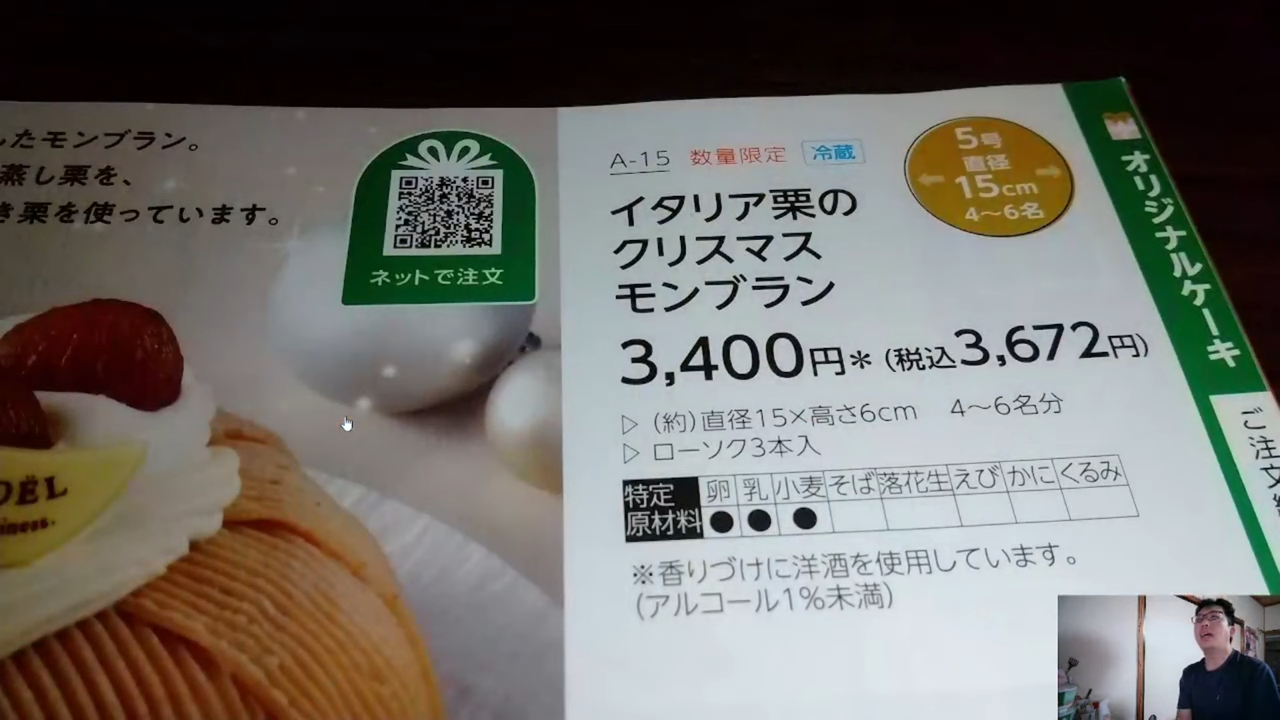 したモンブラン。
蒸し栗を、
き栗を使っています。
ネットで注文
A-15 数量限定 冷蔵
イタリア栗の
クリスマス
モンブラン
3,400円* (税込3,672円)
▷ (約)直径15×高さ6cm 4〜6名分
▷ ローソク3本入
特定原材料 卵 乳 小麦 そば 落花生 えび かに くるみ
● ● ●
※香りづけに洋酒を使用しています。
(アルコール1%未満)
5号
直径
15cm
4〜6名
オリジナルケーキ
ご注文